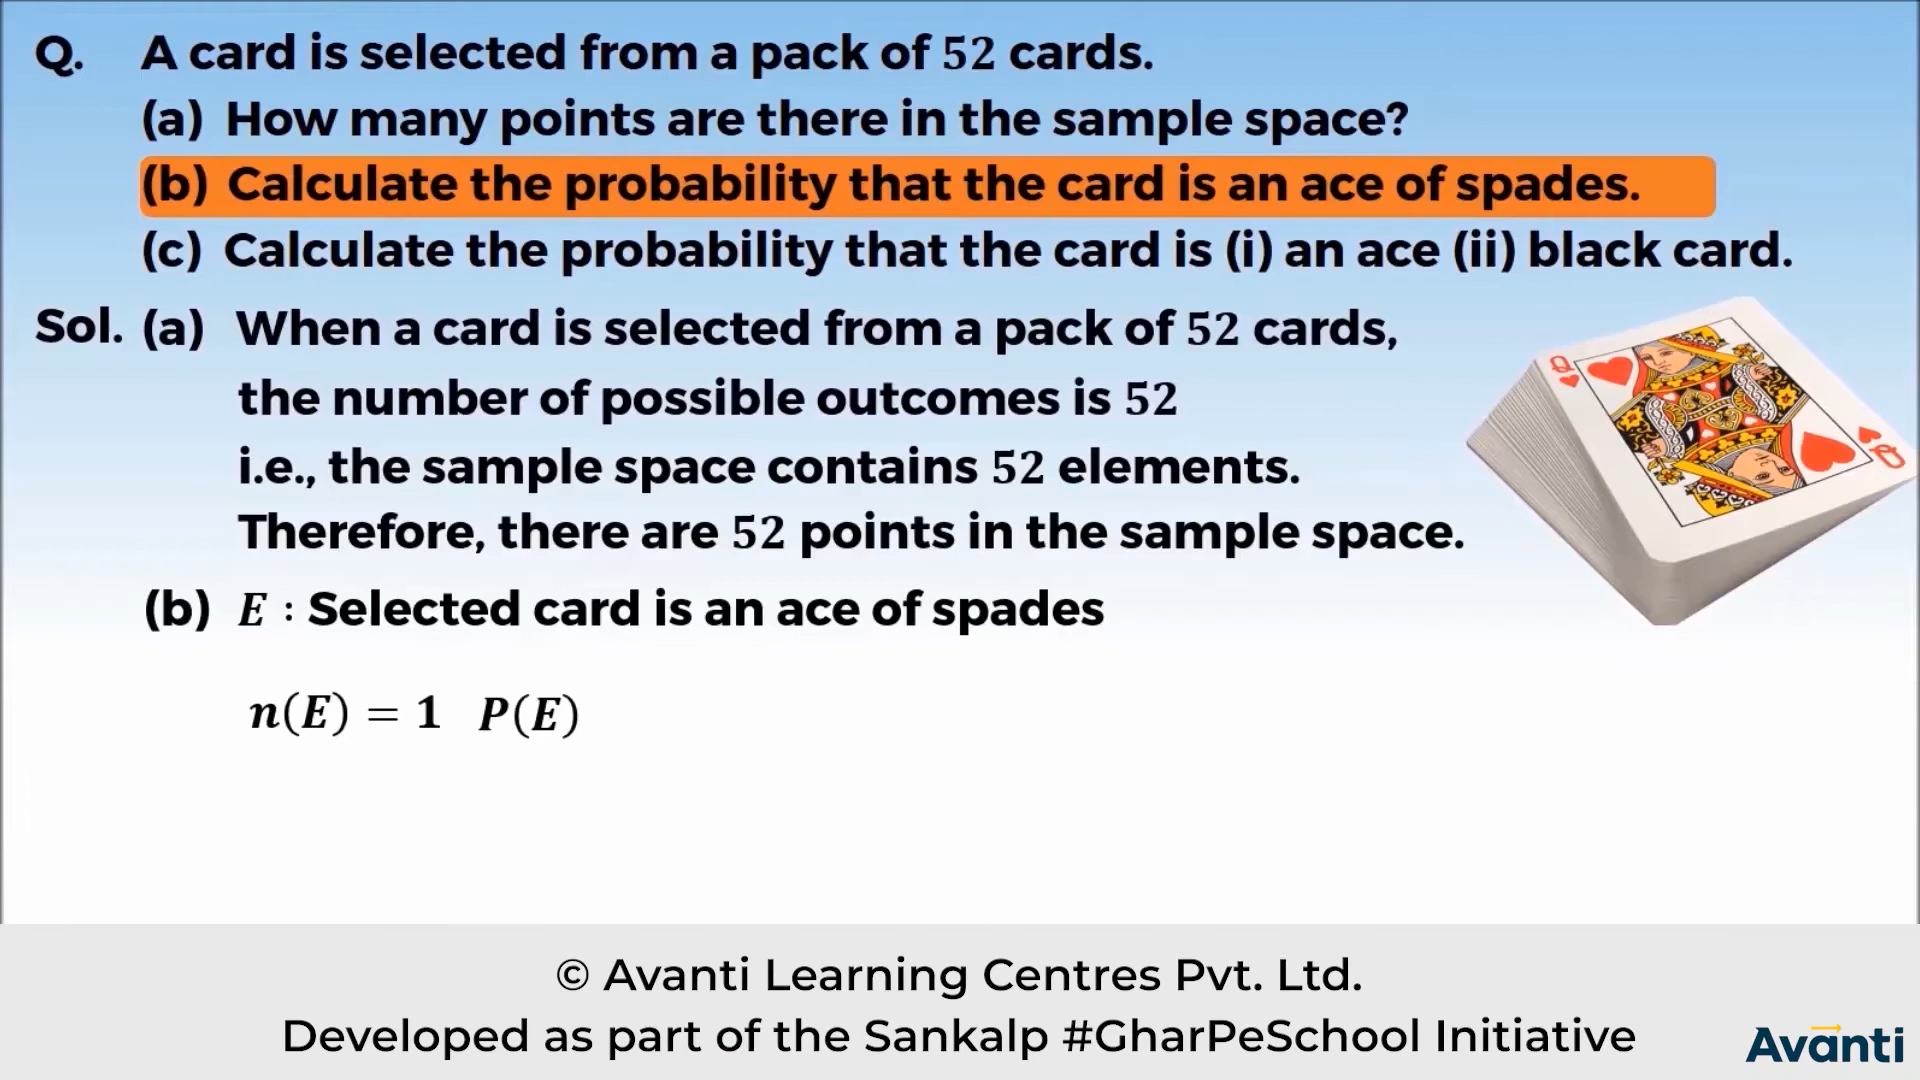 Q. A card is selected from a pack of 52 cards.
(a) How many points are there in the sample space?
(b) Calculate the probability that the card is an ace of spades.
(c) Calculate the probability that the card is (i) an ace (ii) black card.
Sol. (a) When a card is selected from a pack of 52 cards,
the number of possible outcomes is 52
i.e., the sample space contains 52 elements.
Therefore, there are 52 points in the sample space.
Q
Q
(b) E : Selected card is an ace of spades
n(E) = 1 P(E)
© Avanti Learning Centres Pvt. Ltd.
Developed as part of the Sankalp #GharPeSchool Initiative
Avanti